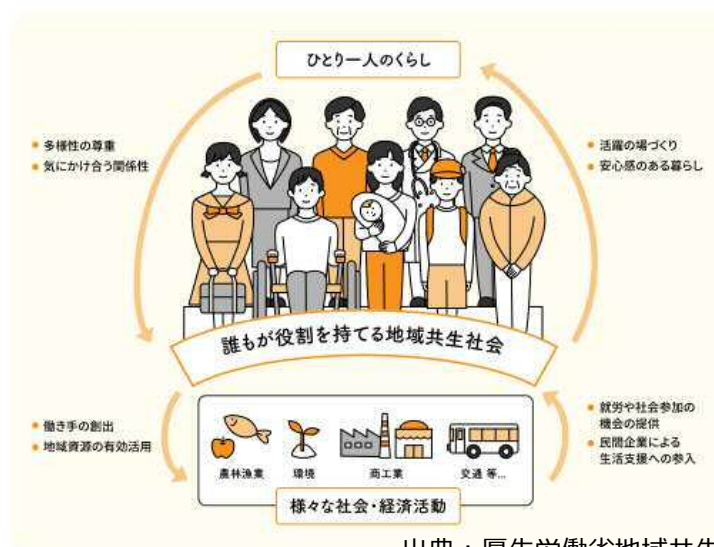 ひとり一人のくらし
● 多様性の尊重
● 気にかけ合う関係性
● 活躍の場づくり
● 安心感のある暮らし
誰もが役割を持てる地域共生社会
● 働き手の創出
● 地域資源の有効活用
● 就労や社会参加の
機会の提供
● 民間企業による
生活支援への参入
農林漁業 環境 商工業 交通 等...
様々な社会・経済活動
出典:厚生労働省地域共生